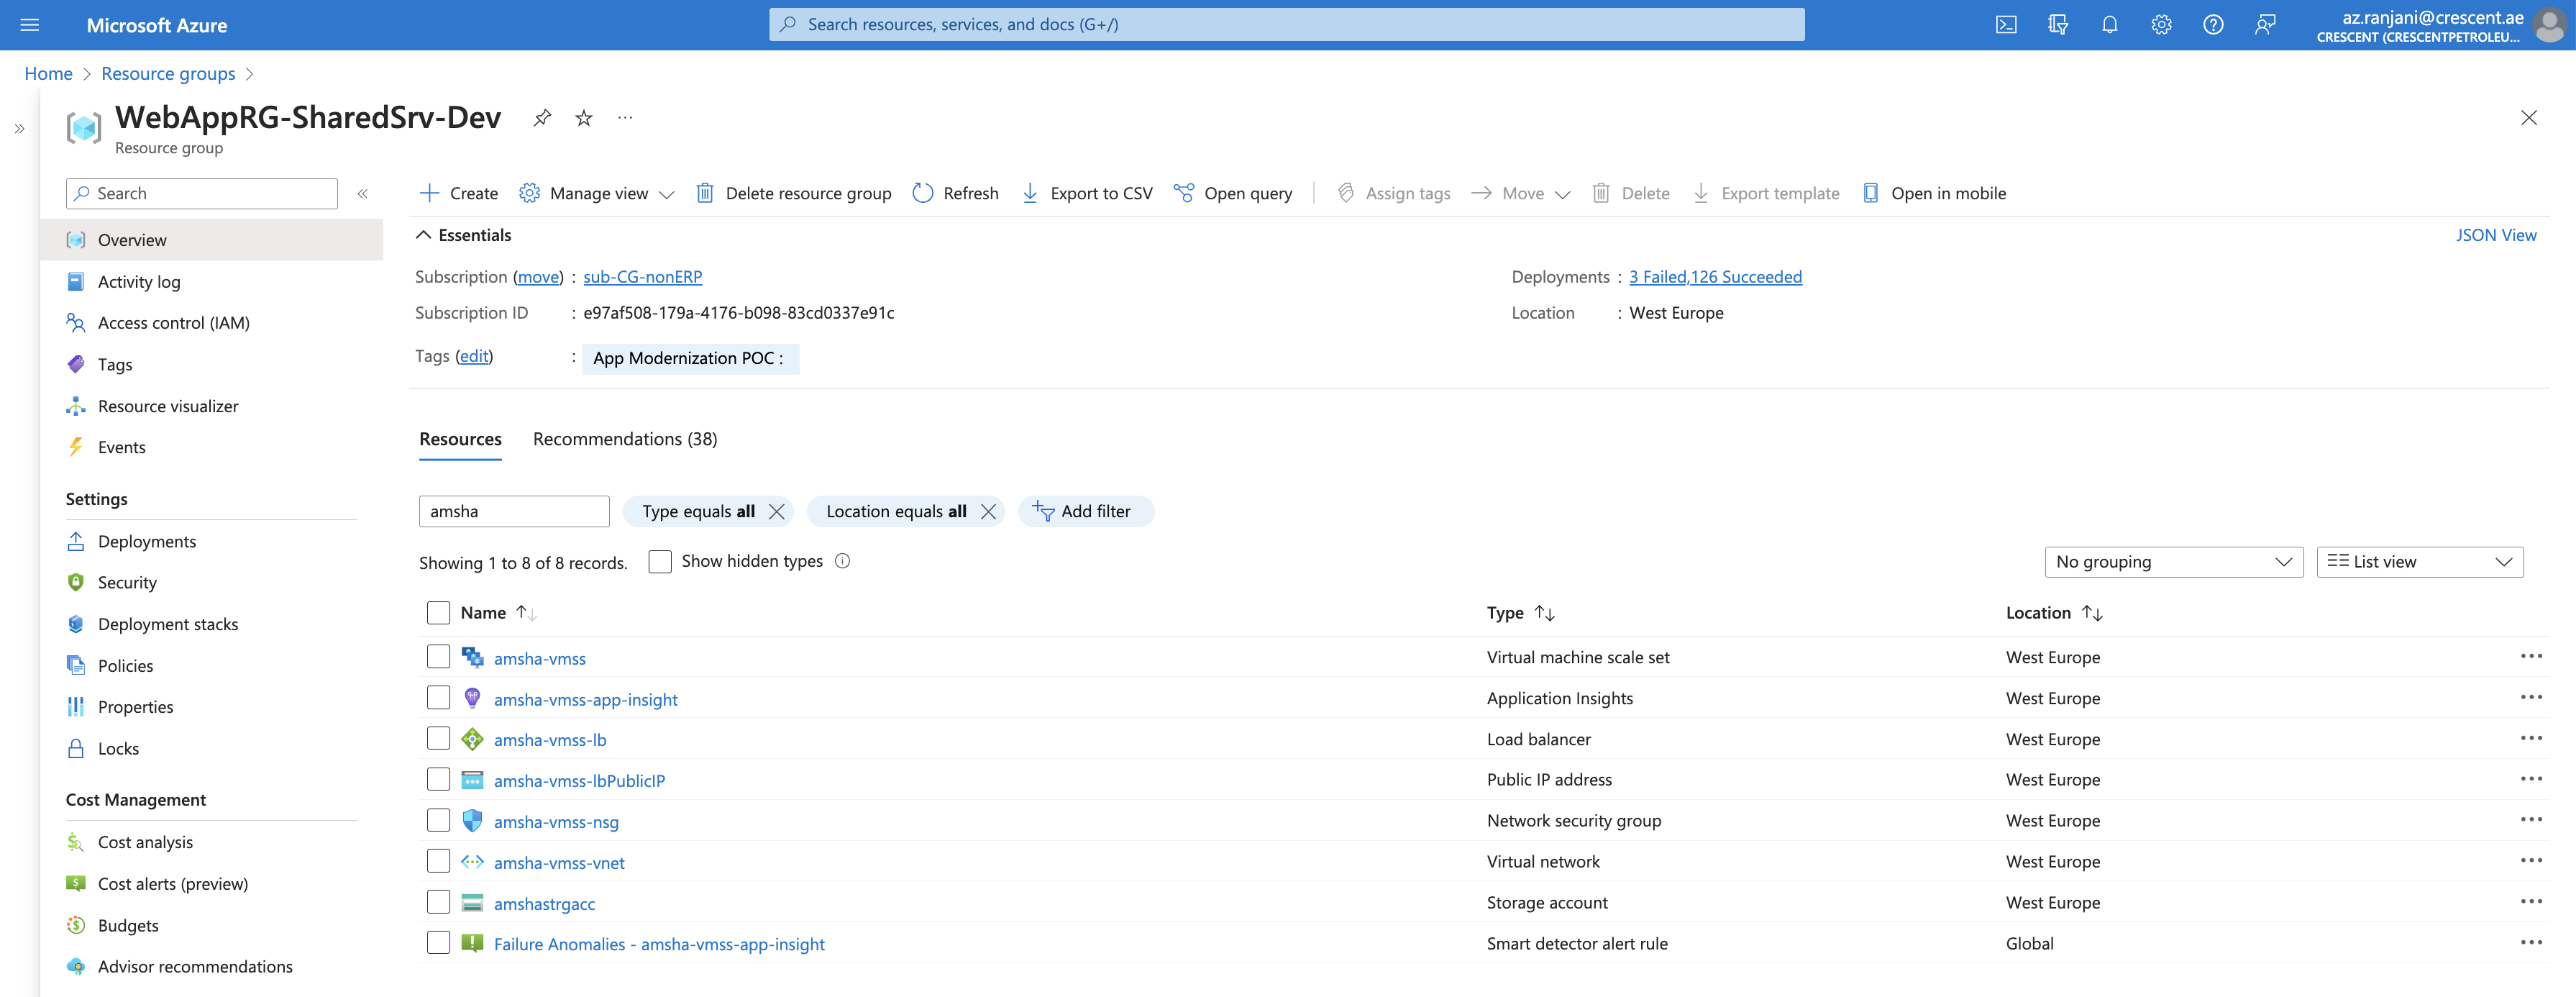 Microsoft Azure
Search resources, services, and docs (G+/)
az.ranjani@crescent.ae
CRESCENT (CRESCENTPETROLEU...
Home > Resource groups >
WebAppRG-SharedSrv-Dev
Resource group
Search
Overview
Activity log
Access control (IAM)
Tags
Resource visualizer
Events
Settings
Deployments
Security
Deployment stacks
Policies
Properties
Locks
Cost Management
Cost analysis
Cost alerts (preview)
Budgets
Advisor recommendations
Create Manage view Delete resource group Refresh Export to CSV Open query Assign tags Move Delete Export template Open in mobile
Essentials JSON View
Subscription (move) : sub-CG-nonERP Deployments : 3 Failed,126 Succeeded
Subscription ID : e97af508-179a-4176-b098-83cd0337e91c Location : West Europe
Tags (edit) : App Modernization POC :
Resources Recommendations (38)
amsha Type equals all Location equals all Add filter
Showing 1 to 8 of 8 records. Show hidden types No grouping List view
Name Type Location
amsha-vmss Virtual machine scale set West Europe
amsha-vmss-app-insight Application Insights West Europe
amsha-vmss-lb Load balancer West Europe
amsha-vmss-lbPublicIP Public IP address West Europe
amsha-vmss-nsg Network security group West Europe
amsha-vmss-vnet Virtual network West Europe
amshastrgacc Storage account West Europe
Failure Anomalies - amsha-vmss-app-insight Smart detector alert rule Global